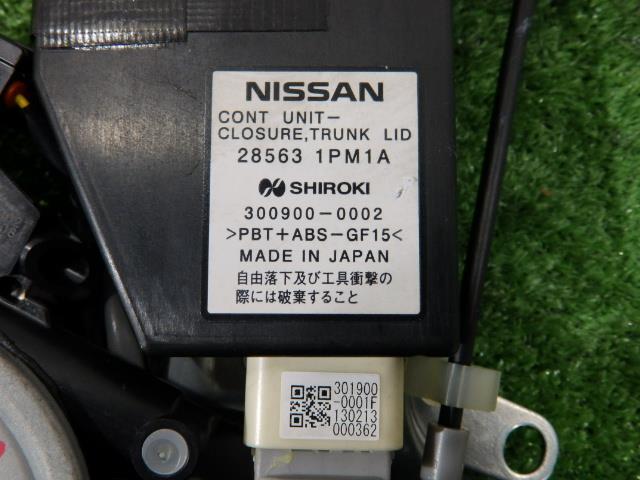 NISSAN
CONT UNIT-
CLOSURE,TRUNK LID
28563 1PM1A
SHIROKI
300900-0002
>PBT+ABS-GF15<
MADE IN JAPAN
自由落下及び工具衝撃の
際には破棄すること
301900
-0001F
130213
000362